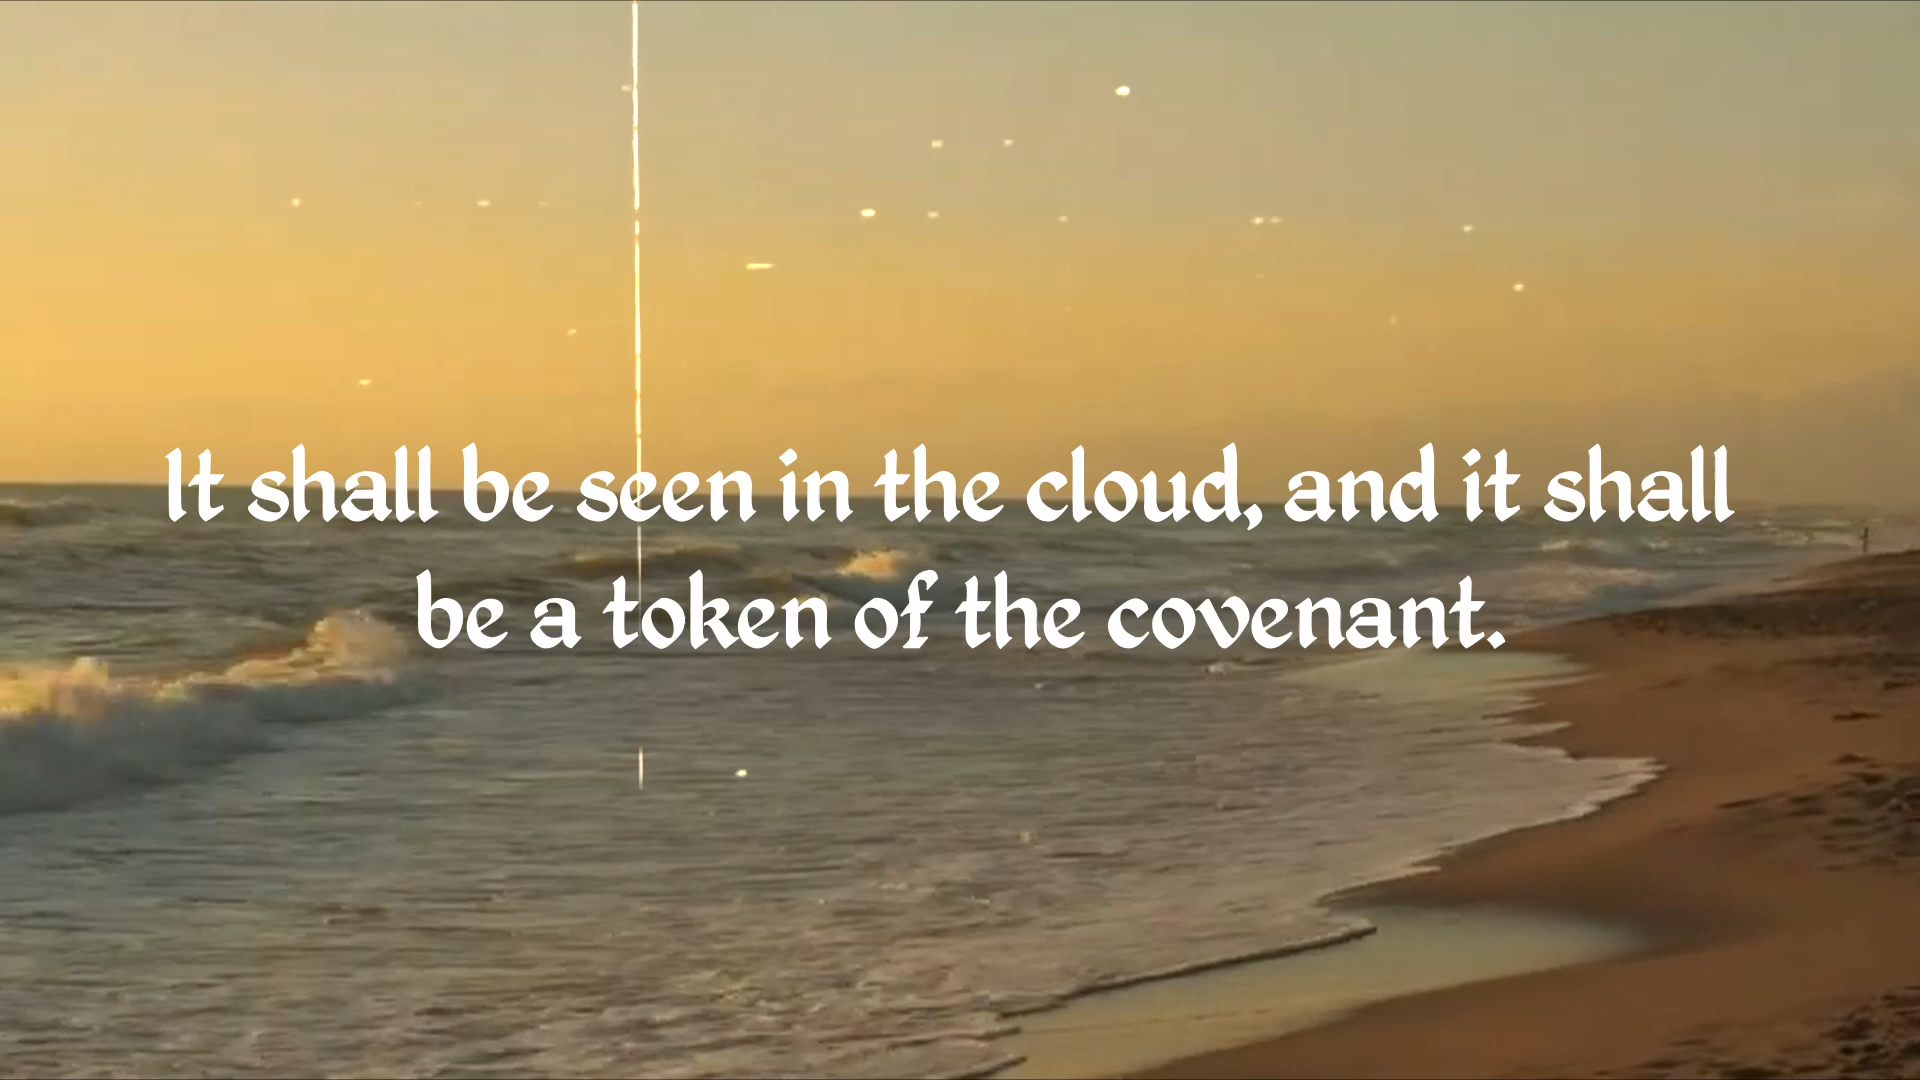 It shall be seen in the cloud, and it shall
be a token of the covenant.